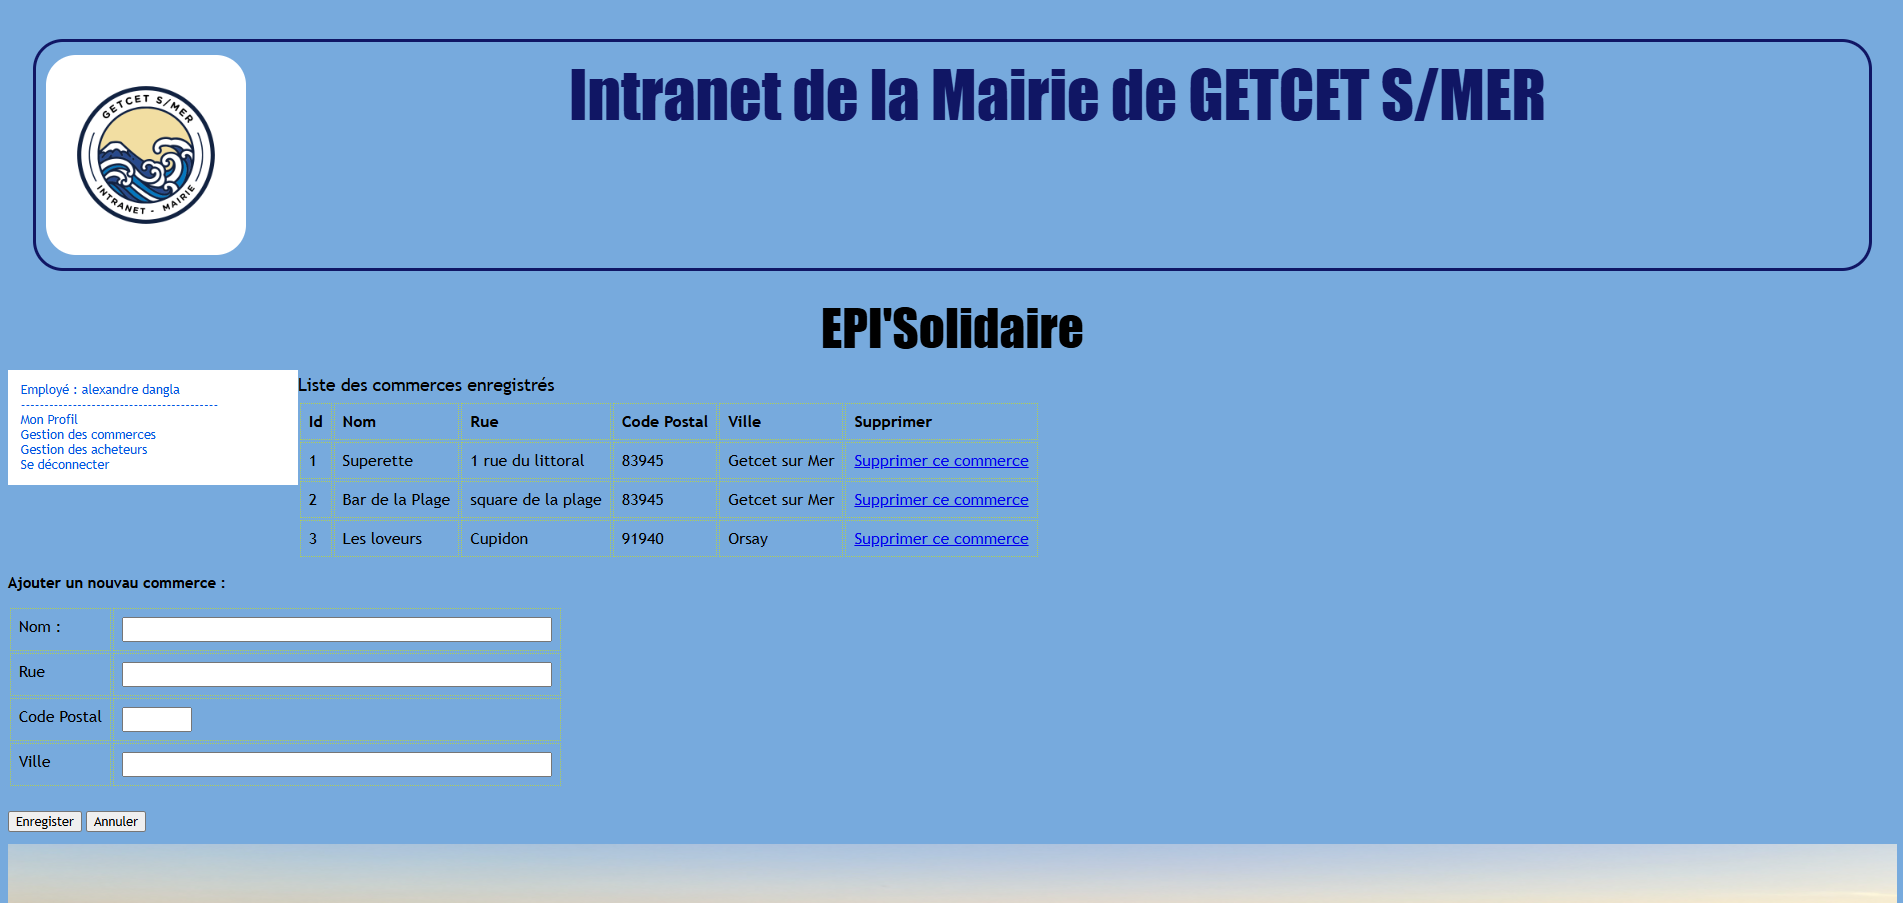 GETCET S/MER
INTRANET - MAIRIE
Intranet de la Mairie de GETCET S/MER
EPI'Solidaire
Employé : alexandre dangla
------------------------------------------
Mon Profil
Gestion des commerces
Gestion des acheteurs
Se déconnecter
Liste des commerces enregistrés
Id Nom Rue Code Postal Ville Supprimer
1 Superette 1 rue du littoral 83945 Getcet sur Mer Supprimer ce commerce
2 Bar de la Plage square de la plage 83945 Getcet sur Mer Supprimer ce commerce
3 Les loveurs Cupidon 91940 Orsay Supprimer ce commerce
Ajouter un nouvau commerce :
Nom :
Rue
Code Postal
Ville
Enregister Annuler